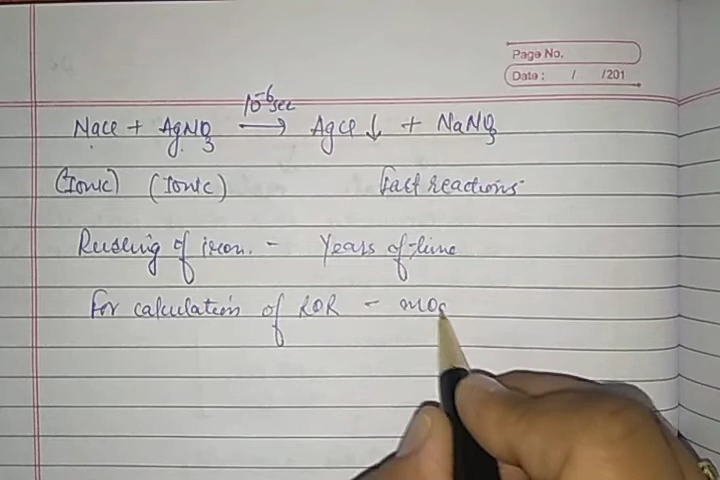 Page No.
Date : / /201
10⁻⁶sec
NaCl + AgNO₃ ⟶ AgCl ↓ + NaNO₃
(Ionic) (Ionic) fast reactions
Rusting of iron. - Years of time
for calculation of ROR - mo